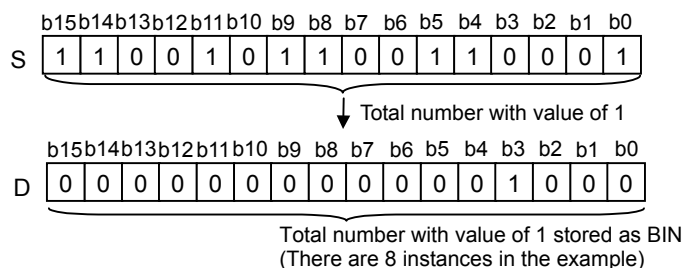 b15b14b13b12b11b10 b9 b8 b7 b6 b5 b4 b3 b2 b1 b0
S 1 1 0 0 1 0 1 1 0 0 1 1 0 0 0 1
Total number with value of 1
b15b14b13b12b11b10 b9 b8 b7 b6 b5 b4 b3 b2 b1 b0
D 0 0 0 0 0 0 0 0 0 0 0 0 1 0 0 0
Total number with value of 1 stored as BIN
(There are 8 instances in the example)